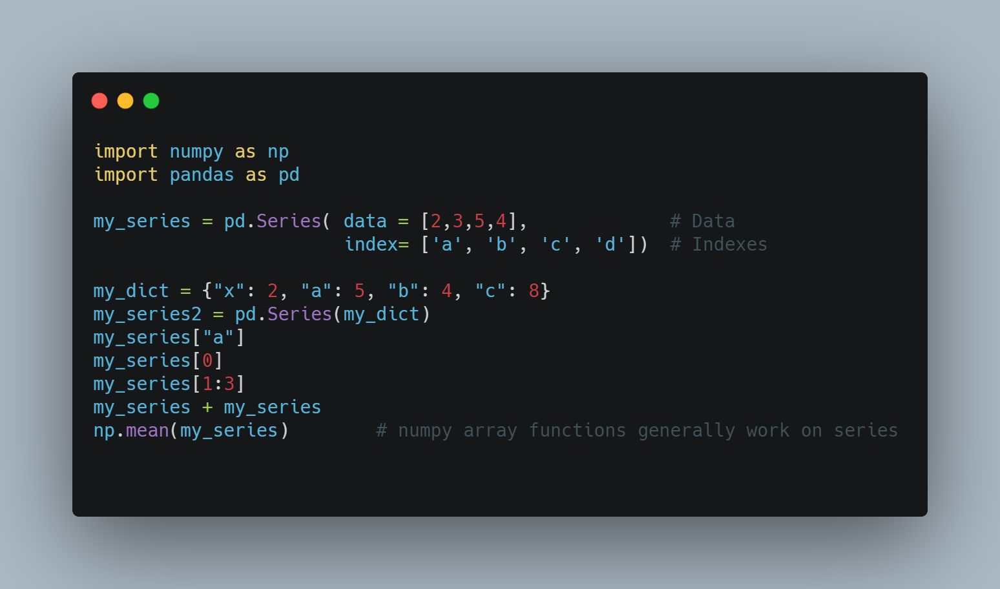 import numpy as np
import pandas as pd
my_series = pd.Series( data = [2,3,5,4],             # Data
                       index= ['a', 'b', 'c', 'd'])  # Indexes
my_dict = {"x": 2, "a": 5, "b": 4, "c": 8}
my_series2 = pd.Series(my_dict)
my_series["a"]
my_series[0]
my_series[1:3]
my_series + my_series
np.mean(my_series)        # numpy array functions generally work on series